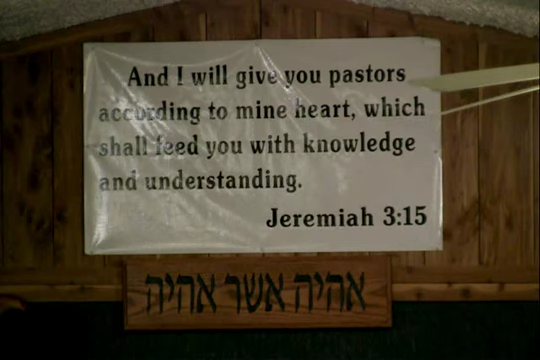 And I will give you pastors
according to mine heart, which
shall feed you with knowledge
and understanding.
Jeremiah 3:15
אהיה אשר אהיה